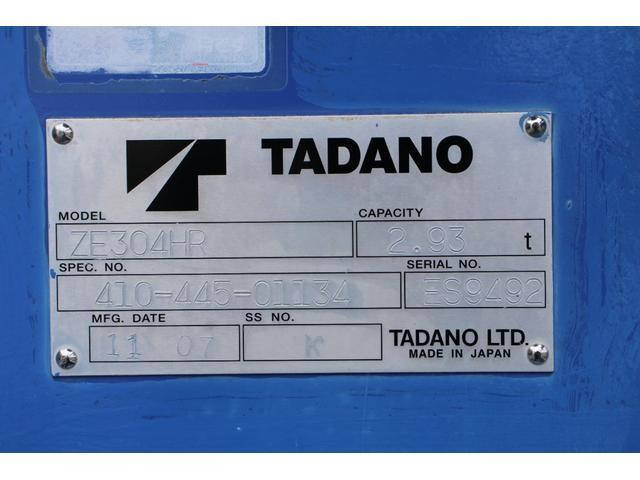 TADANO
MODEL CAPACITY
ZE304HR 2.93 t
SPEC. NO. SERIAL NO.
410-445-01134 ES9492
MFG. DATE SS NO.
11 07 K
TADANO LTD.
MADE IN JAPAN